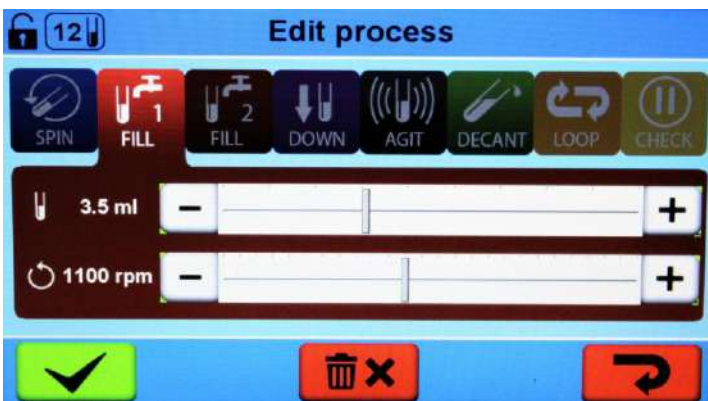 12 Edit process
SPIN 1 FILL 2 FILL DOWN AGIT DECANT LOOP CHECK
3.5 ml - +
1100 rpm - +